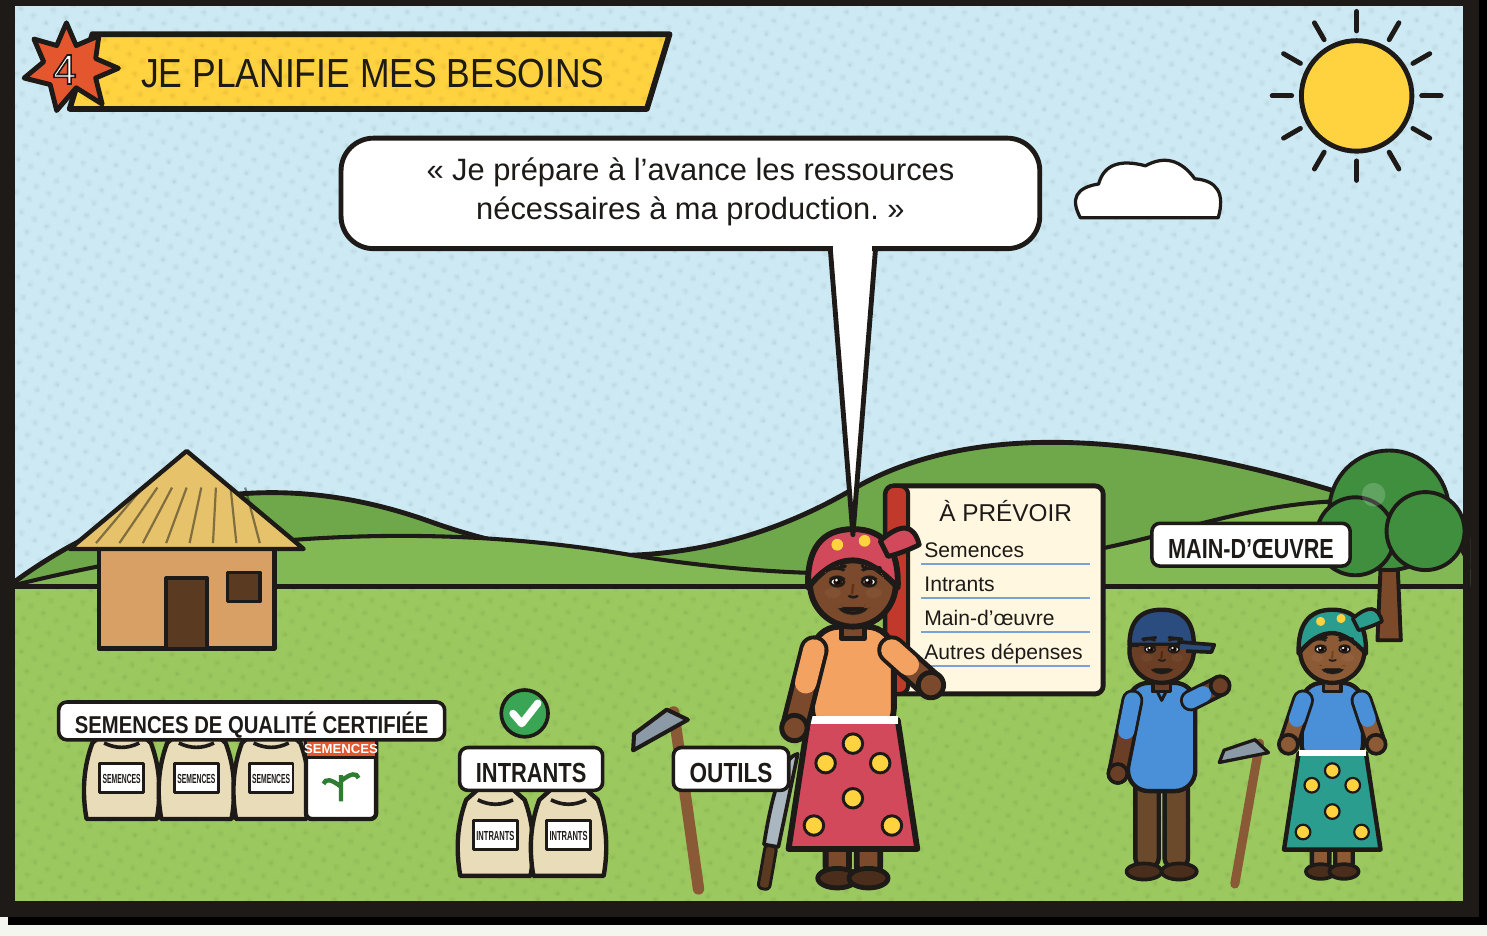 4
JE PLANIFIE MES BESOINS
« Je prépare à l’avance les ressources
nécessaires à ma production. »
À PRÉVOIR
Semences
Intrants
Main-d’œuvre
Autres dépenses
MAIN-D’ŒUVRE
SEMENCES DE QUALITÉ CERTIFIÉE
SEMENCES
SEMENCES
SEMENCES
SEMENCES
INTRANTS
INTRANTS
INTRANTS
OUTILS